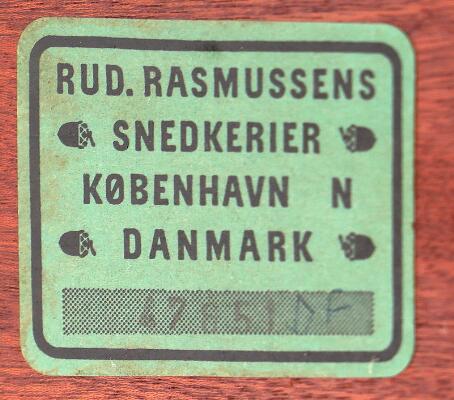 RUD. RASMUSSENS
SNEDKERIER
KØBENHAVN N
DANMARK